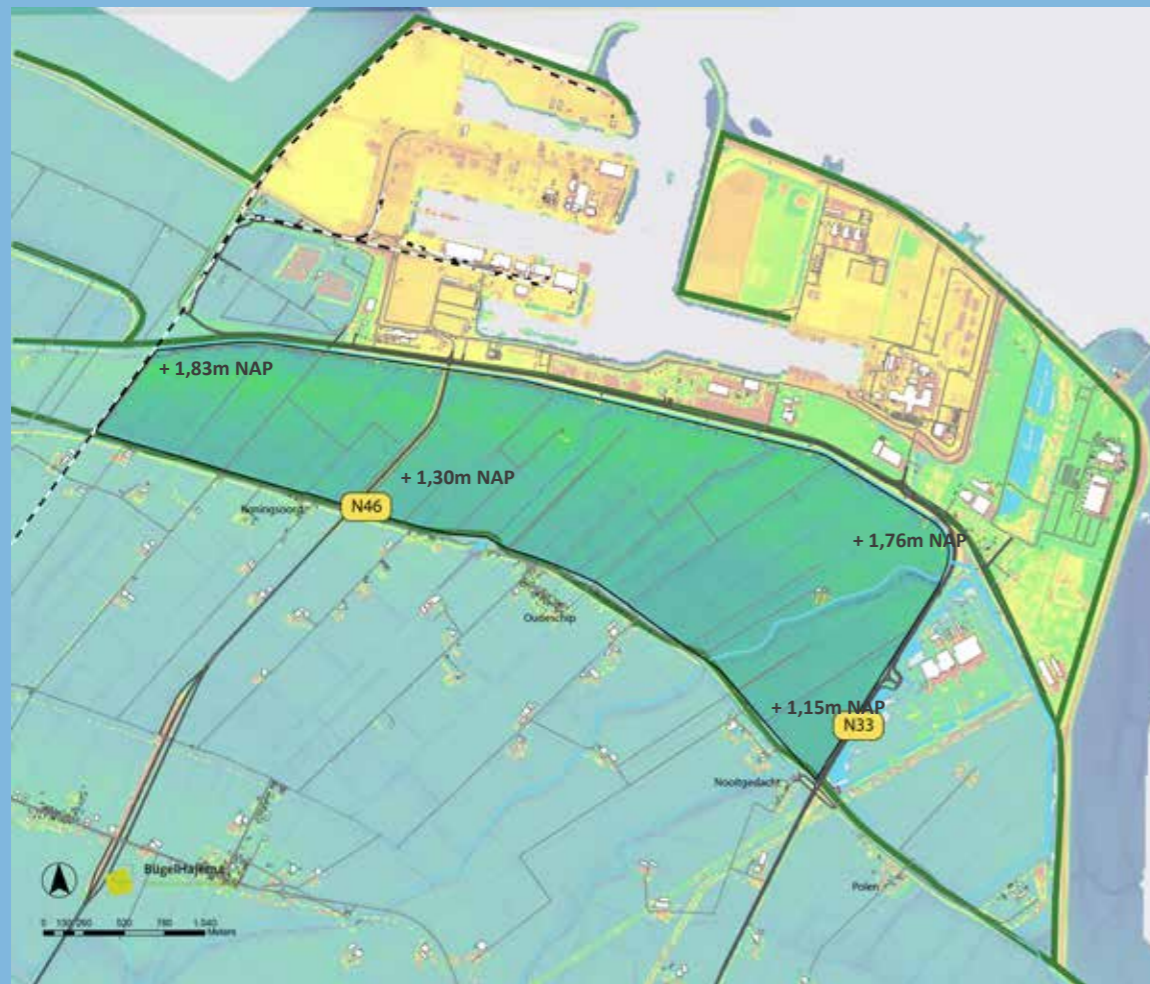 + 1,83m NAP
+ 1,30m NAP
N46
Koningsoord
+ 1,76m NAP
Oudeschip
+ 1,15m NAP
N33
Nooitgedacht
BügelHajema
Polen
0 260 520 780 1.040
Meters